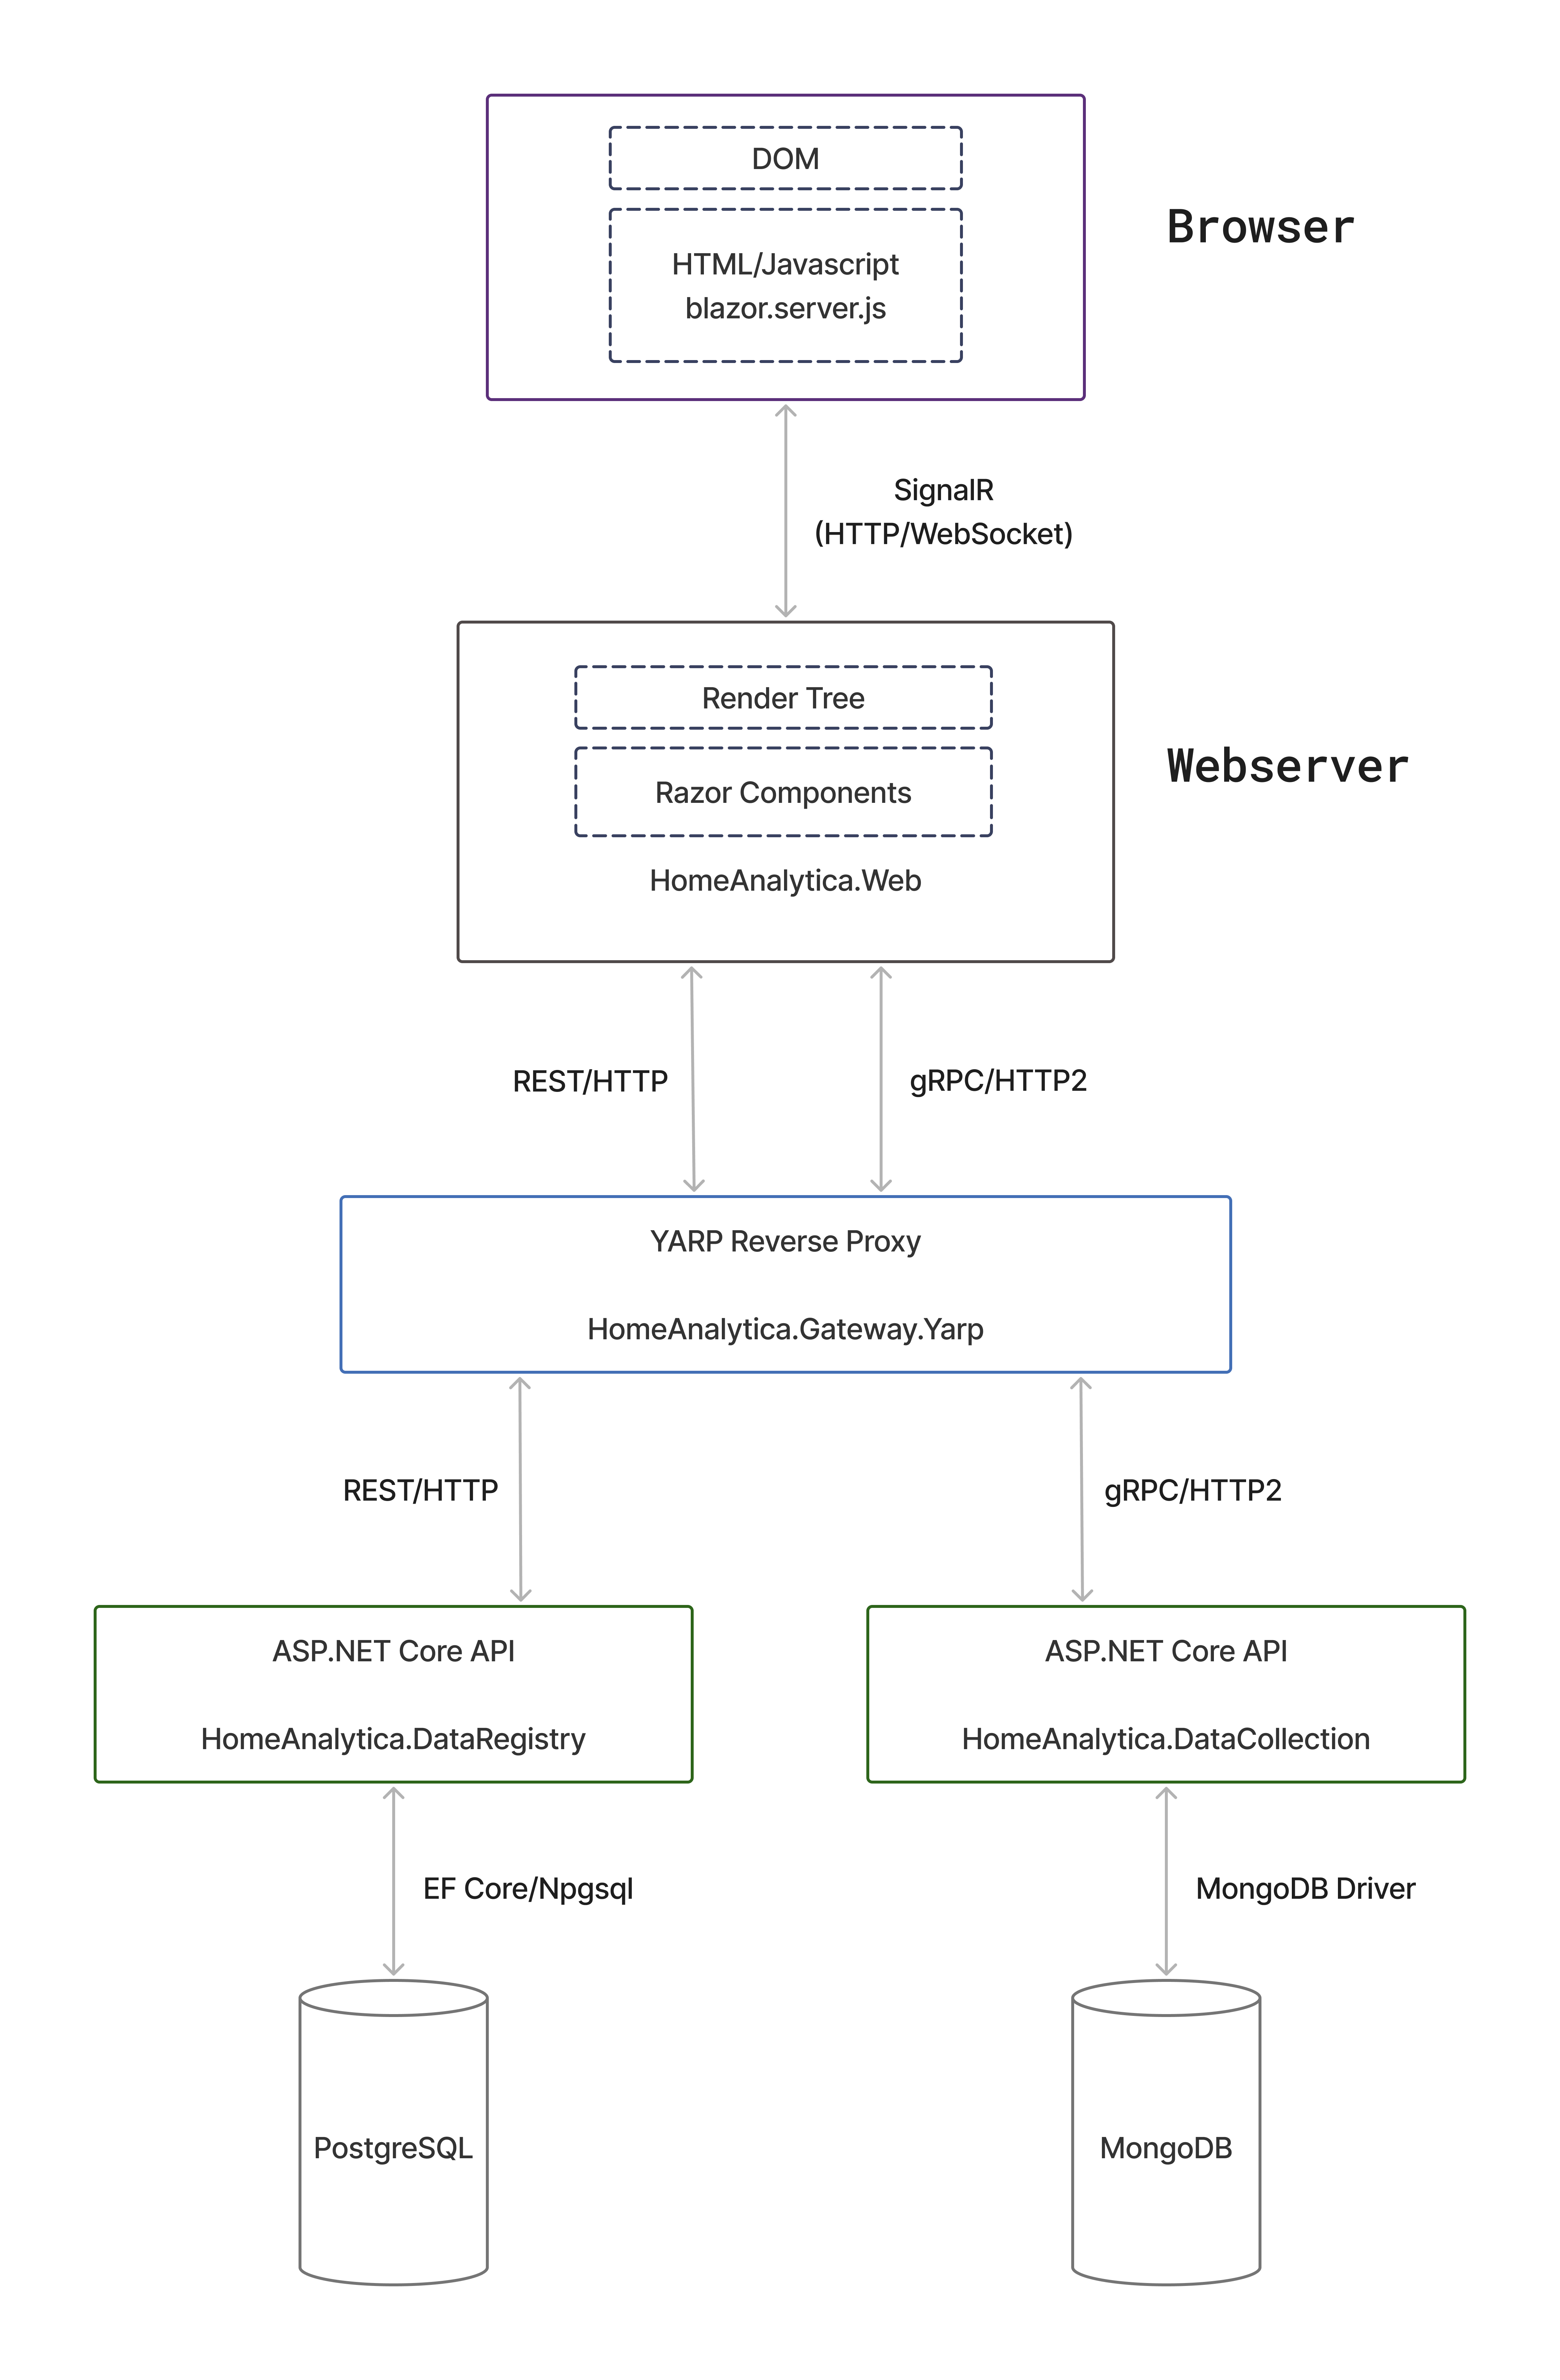 DOM
HTML/Javascript
blazor.server.js
Browser
SignalR
(HTTP/WebSocket)
Render Tree
Razor Components
HomeAnalytica.Web
Webserver
REST/HTTP
gRPC/HTTP2
YARP Reverse Proxy
HomeAnalytica.Gateway.Yarp
REST/HTTP
gRPC/HTTP2
ASP.NET Core API
HomeAnalytica.DataRegistry
ASP.NET Core API
HomeAnalytica.DataCollection
EF Core/Npgsql
MongoDB Driver
PostgreSQL
MongoDB